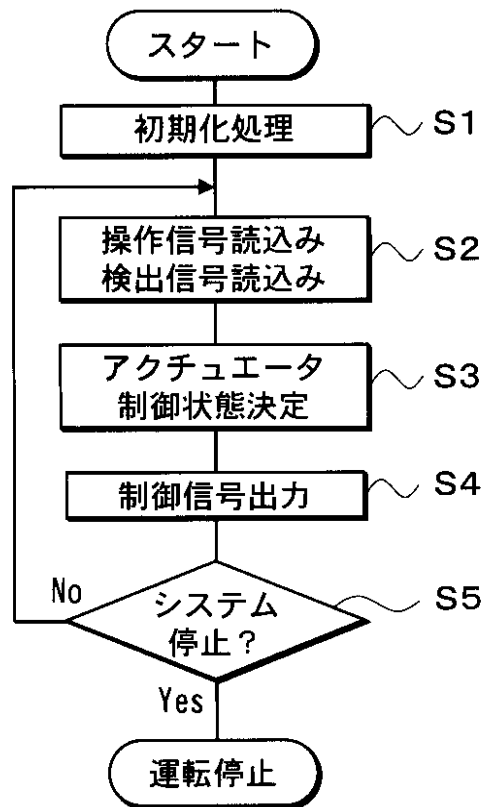 スタート
初期化処理
S1
操作信号読込み
検出信号読込み
S2
アクチュエータ
制御状態決定
S3
制御信号出力
S4
システム
停止？
S5
No
Yes
運転停止